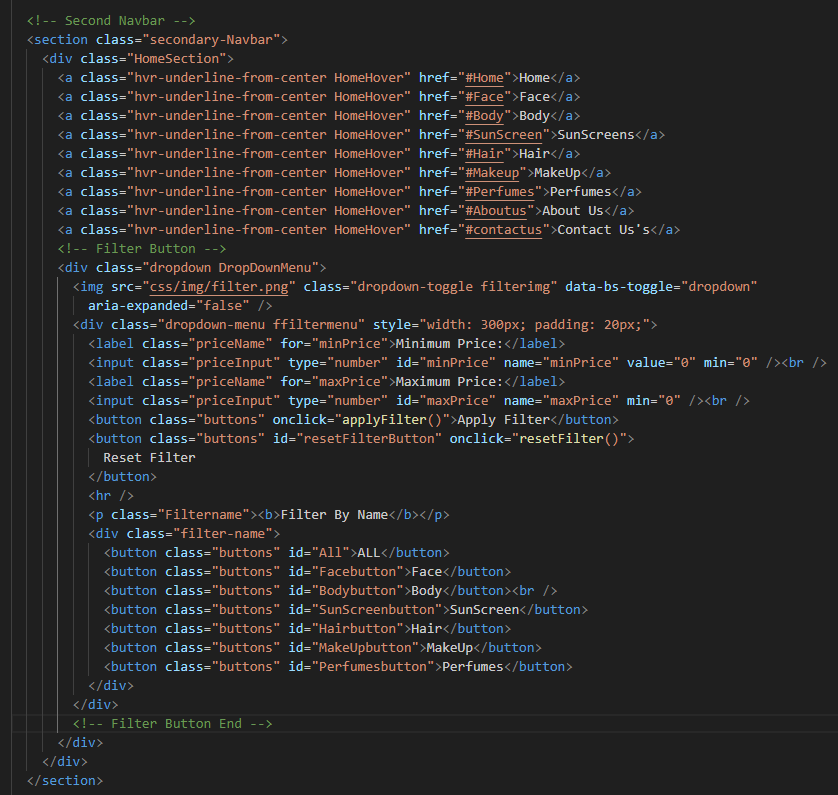 <!-- Second Navbar -->
<section class="secondary-Navbar">
<div class="HomeSection">
<a class="hvr-underline-from-center HomeHover" href="#Home">Home</a>
<a class="hvr-underline-from-center HomeHover" href="#Face">Face</a>
<a class="hvr-underline-from-center HomeHover" href="#Body">Body</a>
<a class="hvr-underline-from-center HomeHover" href="#SunScreen">SunScreens</a>
<a class="hvr-underline-from-center HomeHover" href="#Hair">Hair</a>
<a class="hvr-underline-from-center HomeHover" href="#Makeup">MakeUp</a>
<a class="hvr-underline-from-center HomeHover" href="#Perfumes">Perfumes</a>
<a class="hvr-underline-from-center HomeHover" href="#Aboutus">About Us</a>
<a class="hvr-underline-from-center HomeHover" href="#contactus">Contact Us's</a>
<!-- Filter Button -->
<div class="dropdown DropDownMenu">
<img src="css/img/filter.png" class="dropdown-toggle filterimg" data-bs-toggle="dropdown"
aria-expanded="false" />
<div class="dropdown-menu ffiltermenu" style="width: 300px; padding: 20px;">
<label class="priceName" for="minPrice">Minimum Price:</label>
<input class="priceInput" type="number" id="minPrice" name="minPrice" value="0" min="0" /><br />
<label class="priceName" for="maxPrice">Maximum Price:</label>
<input class="priceInput" type="number" id="maxPrice" name="maxPrice" min="0" /><br />
<button class="buttons" onclick="applyFilter()">Apply Filter</button>
<button class="buttons" id="resetFilterButton" onclick="resetFilter()">
Reset Filter
</button>
<hr />
<p class="Filtername"><b>Filter By Name</b></p>
<div class="filter-name">
<button class="buttons" id="All">ALL</button>
<button class="buttons" id="Facebutton">Face</button>
<button class="buttons" id="Bodybutton">Body</button><br />
<button class="buttons" id="SunScreenbutton">SunScreen</button>
<button class="buttons" id="Hairbutton">Hair</button>
<button class="buttons" id="MakeUpbutton">MakeUp</button>
<button class="buttons" id="Perfumesbutton">Perfumes</button>
</div>
</div>
<!-- Filter Button End -->
</div>
</div>
</section>